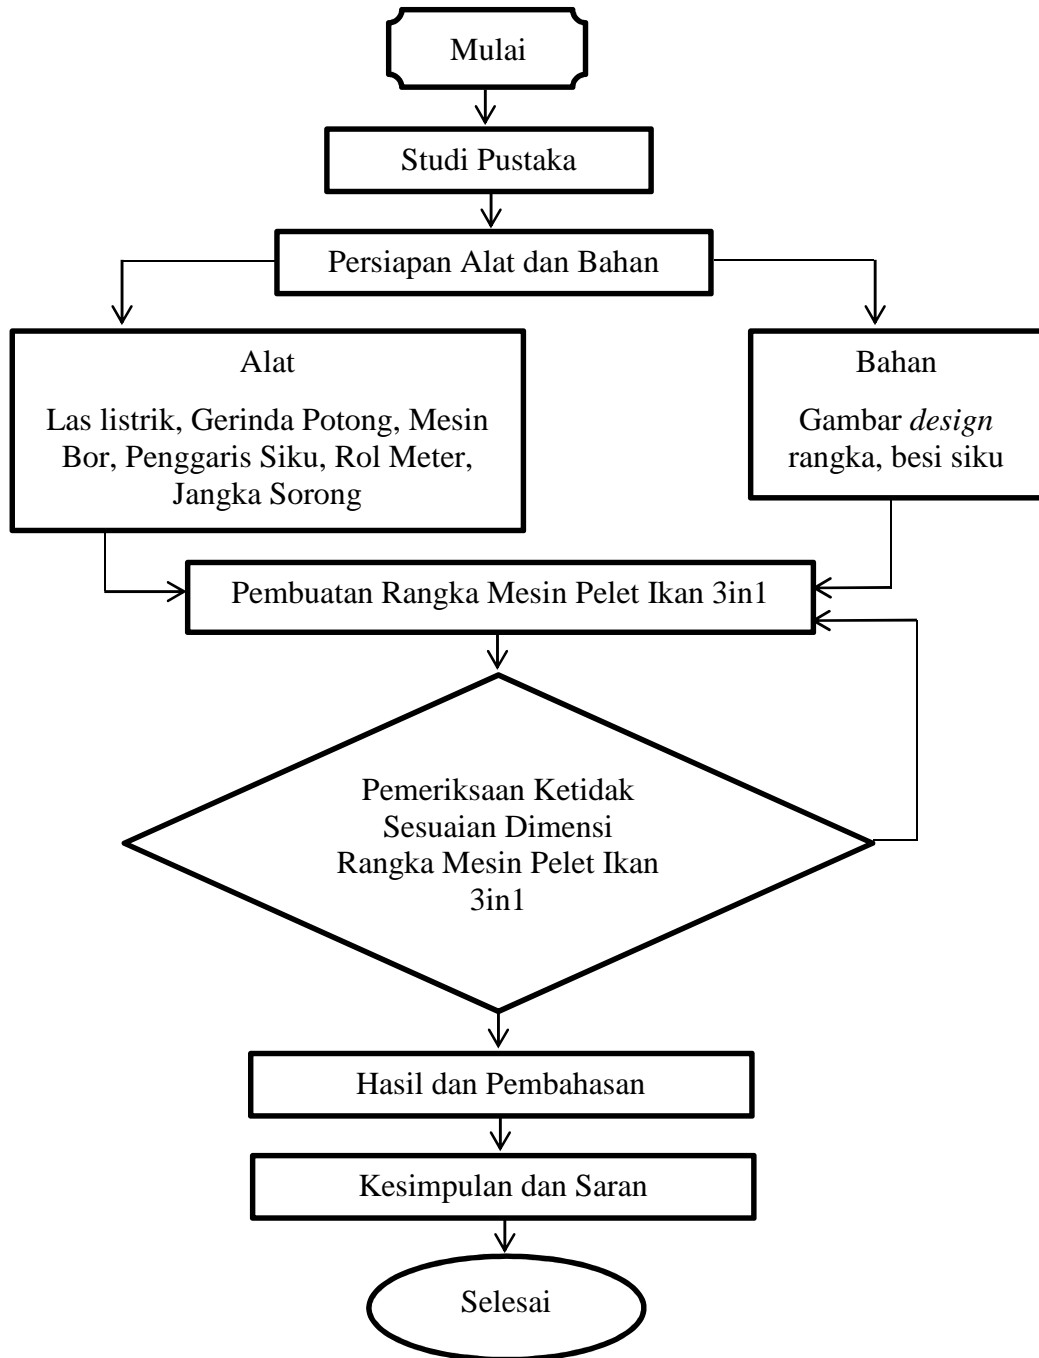 Mulai
Studi Pustaka
Persiapan Alat dan Bahan
Alat
Las listrik, Gerinda Potong, Mesin
Bor, Penggaris Siku, Rol Meter,
Jangka Sorong
Bahan
Gambar design
rangka, besi siku
Pembuatan Rangka Mesin Pelet Ikan 3in1
Pemeriksaan Ketidak
Sesuaian Dimensi
Rangka Mesin Pelet Ikan
3in1
Hasil dan Pembahasan
Kesimpulan dan Saran
Selesai